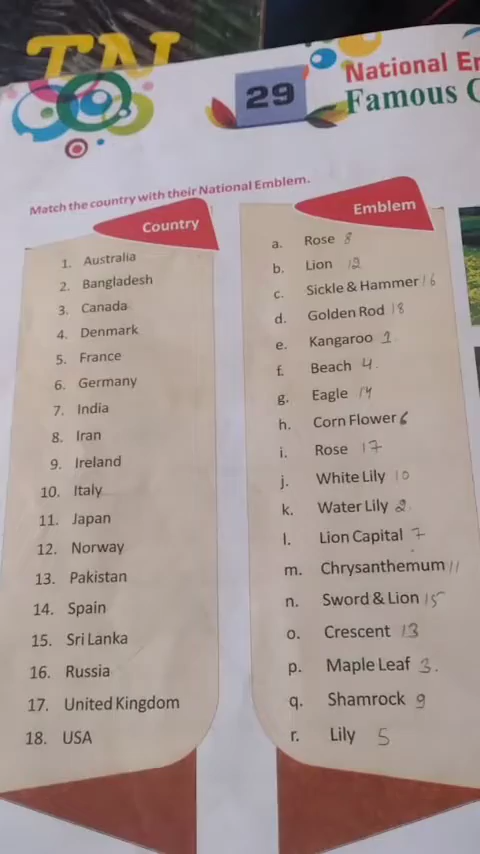 TN
29
National E
Famous
Match the country with their National Emblem.
Country
1. Australia
2. Bangladesh
3. Canada
4. Denmark
5. France
6. Germany
7. India
8. Iran
9. Ireland
10. Italy
11. Japan
12. Norway
13. Pakistan
14. Spain
15. Sri Lanka
16. Russia
17. United Kingdom
18. USA
Emblem
a. Rose 8
b. Lion 12
c. Sickle & Hammer 16
d. Golden Rod 18
e. Kangaroo 1
f. Beach 4.
g. Eagle 14
h. Corn Flower 6
i. Rose 17
j. White Lily 10
k. Water Lily 2
l. Lion Capital 7
m. Chrysanthemum 11
n. Sword & Lion 15
o. Crescent 13
p. Maple Leaf 3.
q. Shamrock 9
r. Lily 5